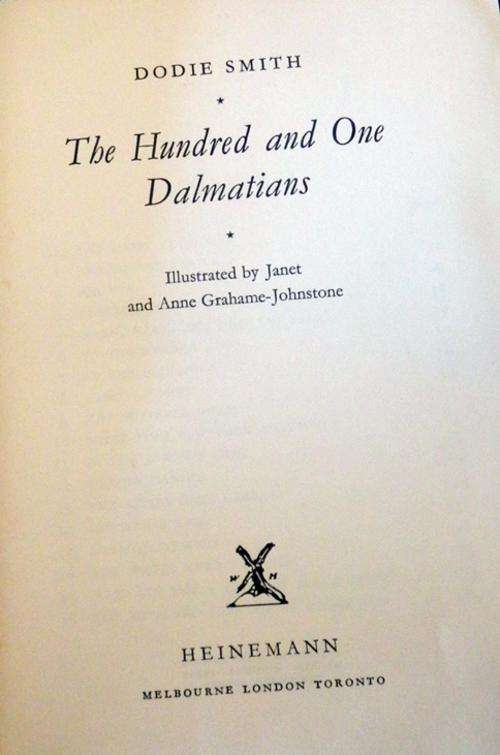 DODIE SMITH
The Hundred and One
Dalmatians
Illustrated by Janet
and Anne Grahame-Johnstone
W H
HEINEMANN
MELBOURNE LONDON TORONTO